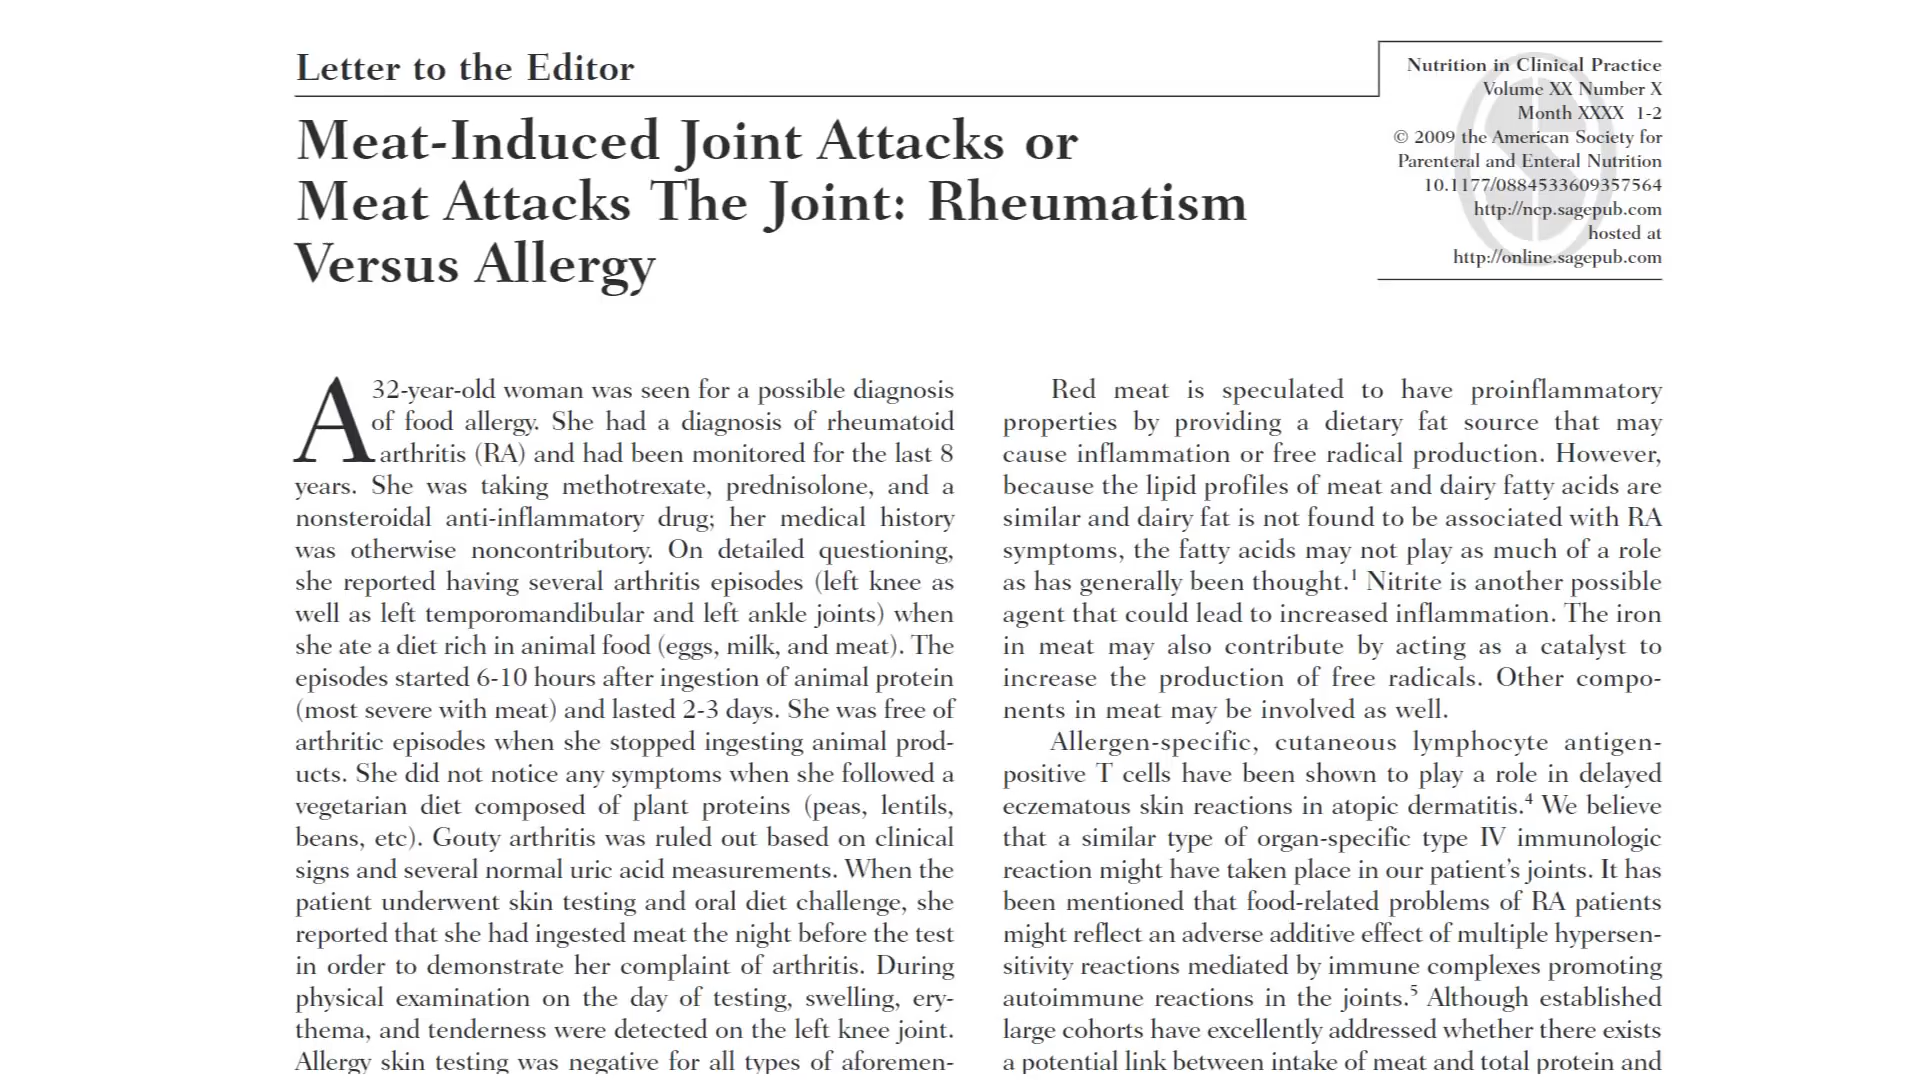 Letter to the Editor
Nutrition in Clinical Practice
Volume XX Number X
Month XXXX 1-2
© 2009 the American Society for
Parenteral and Enteral Nutrition
10.1177/0884533609357564
http://ncp.sagepub.com
hosted at
http://online.sagepub.com
Meat-Induced Joint Attacks or
Meat Attacks The Joint: Rheumatism
Versus Allergy
A 32-year-old woman was seen for a possible diagnosis
of food allergy. She had a diagnosis of rheumatoid
arthritis (RA) and had been monitored for the last 8
years. She was taking methotrexate, prednisolone, and a
nonsteroidal anti-inflammatory drug; her medical history
was otherwise noncontributory. On detailed questioning,
she reported having several arthritis episodes (left knee as
well as left temporomandibular and left ankle joints) when
she ate a diet rich in animal food (eggs, milk, and meat). The
episodes started 6-10 hours after ingestion of animal protein
(most severe with meat) and lasted 2-3 days. She was free of
arthritic episodes when she stopped ingesting animal prod-
ucts. She did not notice any symptoms when she followed a
vegetarian diet composed of plant proteins (peas, lentils,
beans, etc). Gouty arthritis was ruled out based on clinical
signs and several normal uric acid measurements. When the
patient underwent skin testing and oral diet challenge, she
reported that she had ingested meat the night before the test
in order to demonstrate her complaint of arthritis. During
physical examination on the day of testing, swelling, ery-
thema, and tenderness were detected on the left knee joint.
Allergy skin testing was negative for all types of aforemen-
Red meat is speculated to have proinflammatory
properties by providing a dietary fat source that may
cause inflammation or free radical production. However,
because the lipid profiles of meat and dairy fatty acids are
similar and dairy fat is not found to be associated with RA
symptoms, the fatty acids may not play as much of a role
as has generally been thought.¹ Nitrite is another possible
agent that could lead to increased inflammation. The iron
in meat may also contribute by acting as a catalyst to
increase the production of free radicals. Other compo-
nents in meat may be involved as well.
Allergen-specific, cutaneous lymphocyte antigen-
positive T cells have been shown to play a role in delayed
eczematous skin reactions in atopic dermatitis.⁴ We believe
that a similar type of organ-specific type IV immunologic
reaction might have taken place in our patient's joints. It has
been mentioned that food-related problems of RA patients
might reflect an adverse additive effect of multiple hypersen-
sitivity reactions mediated by immune complexes promoting
autoimmune reactions in the joints.⁵ Although established
large cohorts have excellently addressed whether there exists
a potential link between intake of meat and total protein and